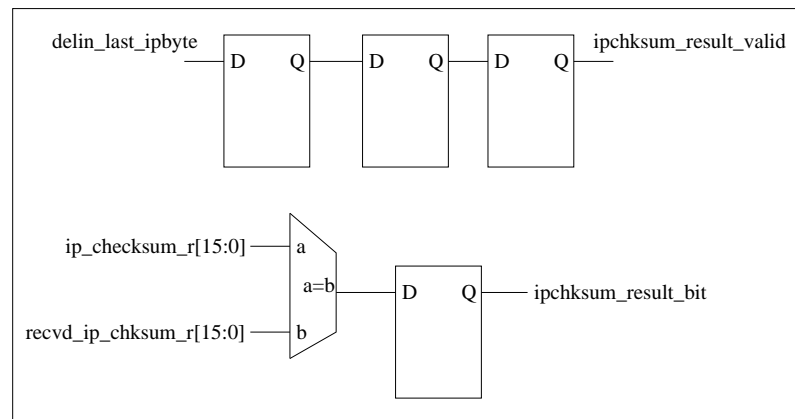 delin_last_ipbyte
ipchksum_result_valid
D Q
D Q
D Q
ip_checksum_r[15:0]
a
a=b
recvd_ip_chksum_r[15:0]
b
D Q
ipchksum_result_bit